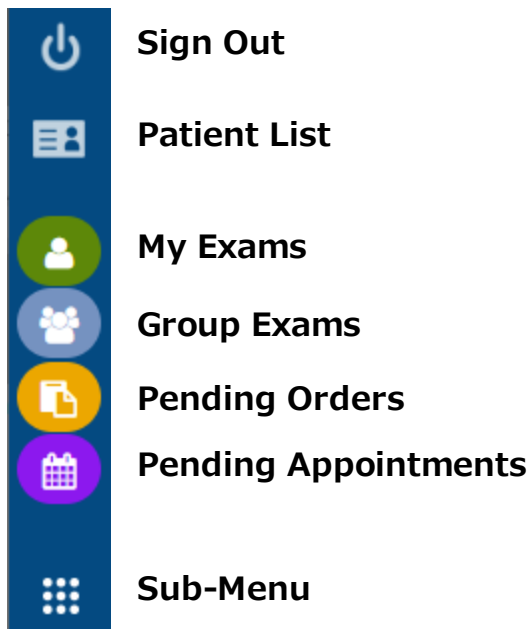 Sign Out
Patient List
My Exams
Group Exams
Pending Orders
Pending Appointments
Sub-Menu